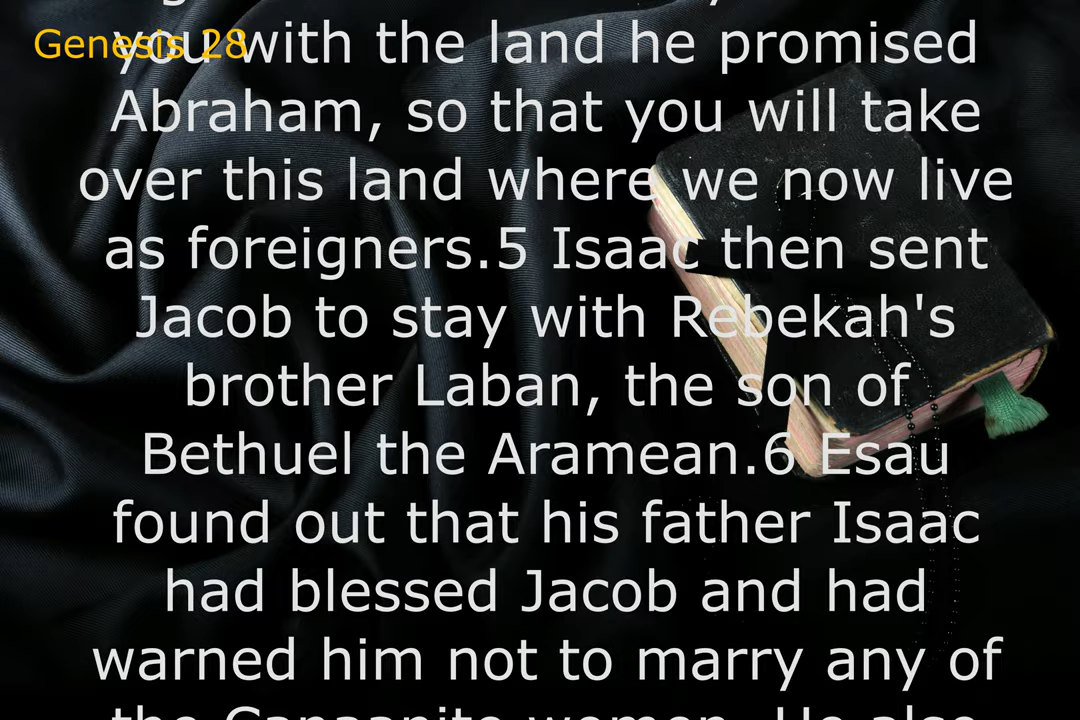 Genesis 28
you with the land he promised
Abraham, so that you will take
over this land where we now live
as foreigners.5 Isaac then sent
Jacob to stay with Rebekah's
brother Laban, the son of
Bethuel the Aramean.6 Esau
found out that his father Isaac
had blessed Jacob and had
warned him not to marry any of
the Canaanite women. He also